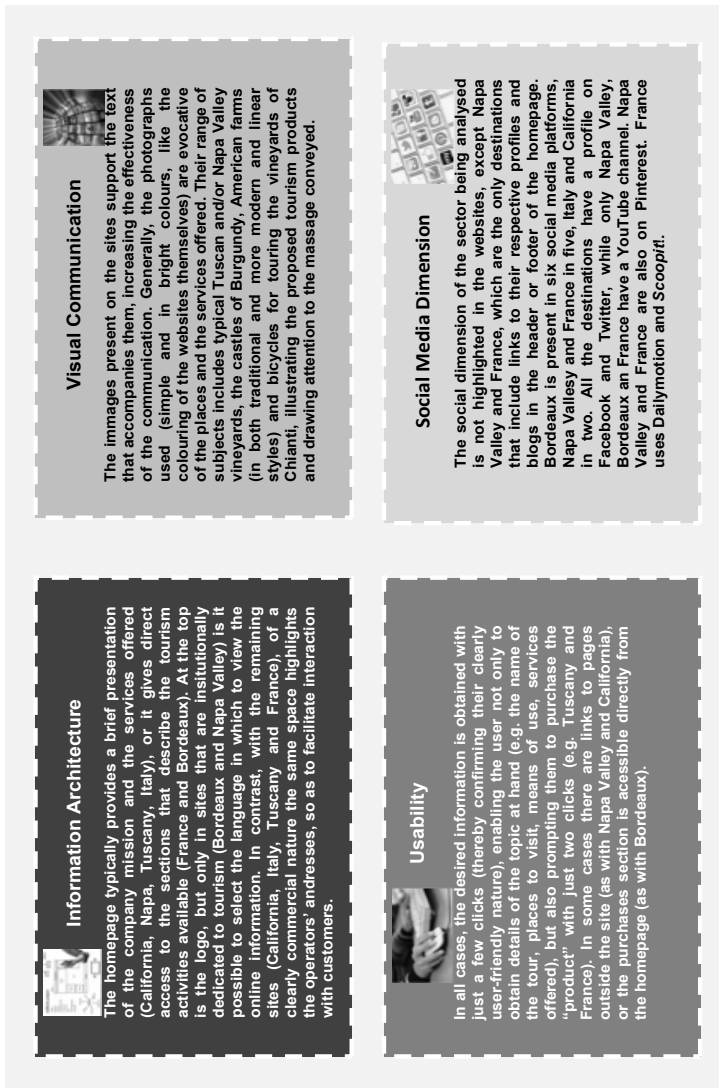 Information Architecture
The homepage typically provides a brief presentation
of the company mission and the services offered
(California, Napa, Tuscany, Italy), or it gives direct
access to the sections that describe the tourism
activities available (France and Bordeaux). At the top
is the logo, but only in sites that are insitutionally
dedicated to tourism (Bordeaux and Napa Valley) is it
possible to select the language in which to view the
online information. In contrast, with the remaining
sites (California, Italy, Tuscany and France), of a
clearly commercial nature the same space highlights
the operators' andresses, so as to facilitate interaction
with customers.
Visual Communication
The immages present on the sites support the text
that accompanies them, increasing the effectiveness
of the communication. Generally, the photographs
used (simple and in bright colours, like the
colouring of the websites themselves) are evocative
of the places and the services offered. Their range of
subjects includes typical Tuscan and/or Napa Valley
vineyards, the castles of Burgundy, American farms
(in both traditional and more modern and linear
styles) and bicycles for touring the vineyards of
Chianti, illustrating the proposed tourism products
and drawing attention to the massage conveyed.
Usability
In all cases, the desired information is obtained with
just a few clicks (thereby confirming their clearly
user-friendly nature), enabling the user not only to
obtain details of the topic at hand (e.g. the name of
the tour, places to visit, means of use, services
offered), but also prompting them to purchase the
“product” with just two clicks (e.g. Tuscany and
France). In some cases there are links to pages
outside the site (as with Napa Valley and California),
or the purchases section is acessible directly from
the homepage (as with Bordeaux).
Social Media Dimension
The social dimension of the sector being analysed
is not highlighted in the websites, except Napa
Valley and France, which are the only destinations
that include links to their respective profiles and
blogs in the header or footer of the homepage.
Bordeaux is present in six social media platforms,
Napa Vallesy and France in five, Italy and California
in two. All the destinations have a profile on
Facebook and Twitter, while only Napa Valley,
Bordeaux an France have a YouTube channel. Napa
Valley and France are also on Pinterest. France
uses Dailymotion and Scoopit!.